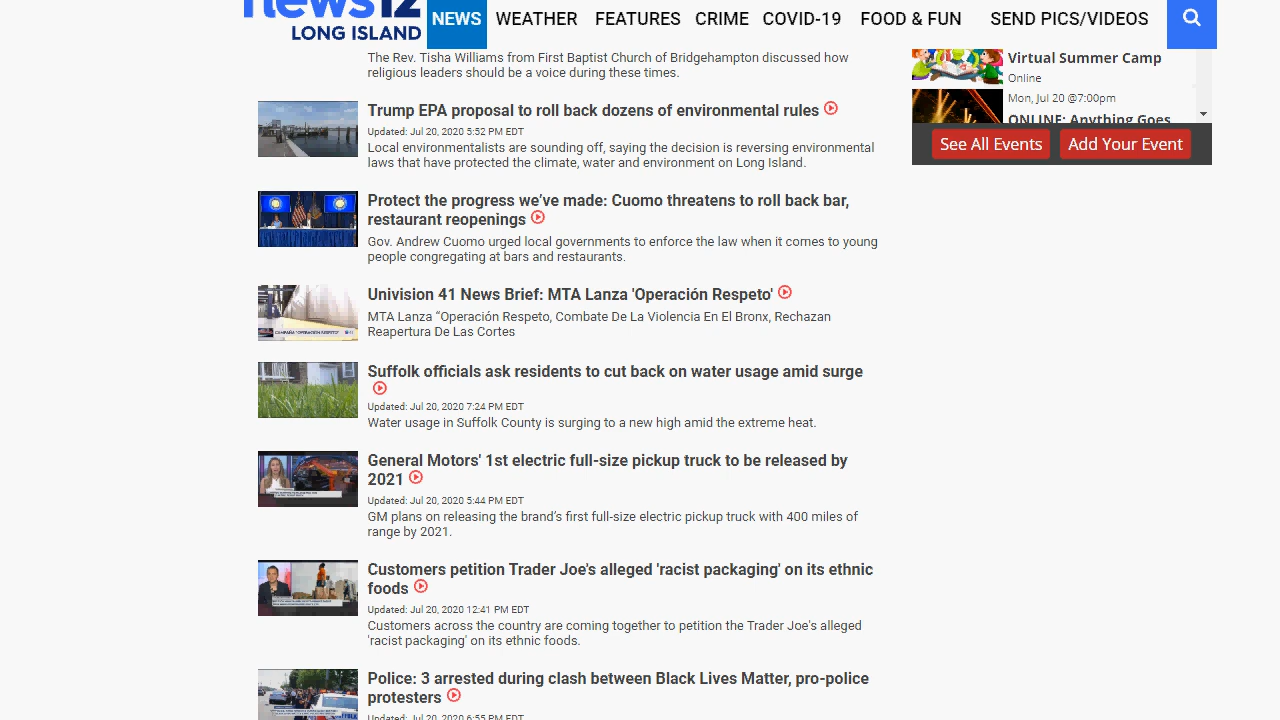 news12
LONG ISLAND
NEWS WEATHER FEATURES CRIME COVID-19 FOOD & FUN SEND PICS/VIDEOS
The Rev. Tisha Williams from First Baptist Church of Bridgehampton discussed how
religious leaders should be a voice during these times.
Trump EPA proposal to roll back dozens of environmental rules
Updated: Jul 20, 2020 5:52 PM EDT
Local environmentalists are sounding off, saying the decision is reversing environmental
laws that have protected the climate, water and environment on Long Island.
Protect the progress we’ve made: Cuomo threatens to roll back bar,
restaurant reopenings
Gov. Andrew Cuomo urged local governments to enforce the law when it comes to young
people congregating at bars and restaurants.
Univision 41 News Brief: MTA Lanza 'Operación Respeto'
MTA Lanza “Operación Respeto, Combate De La Violencia En El Bronx, Rechazan
Reapertura De Las Cortes
Suffolk officials ask residents to cut back on water usage amid surge
Updated: Jul 20, 2020 7:24 PM EDT
Water usage in Suffolk County is surging to a new high amid the extreme heat.
General Motors' 1st electric full-size pickup truck to be released by
2021
Updated: Jul 20, 2020 5:44 PM EDT
GM plans on releasing the brand’s first full-size electric pickup truck with 400 miles of
range by 2021.
Customers petition Trader Joe's alleged 'racist packaging' on its ethnic
foods
Updated: Jul 20, 2020 12:41 PM EDT
Customers across the country are coming together to petition the Trader Joe's alleged
'racist packaging' on its ethnic foods.
Police: 3 arrested during clash between Black Lives Matter, pro-police
protesters
Updated: Jul 20, 2020 6:55 PM EDT
Virtual Summer Camp
Online
Mon, Jul 20 @7:00pm
ONLINE: Anything Goes
See All Events Add Your Event